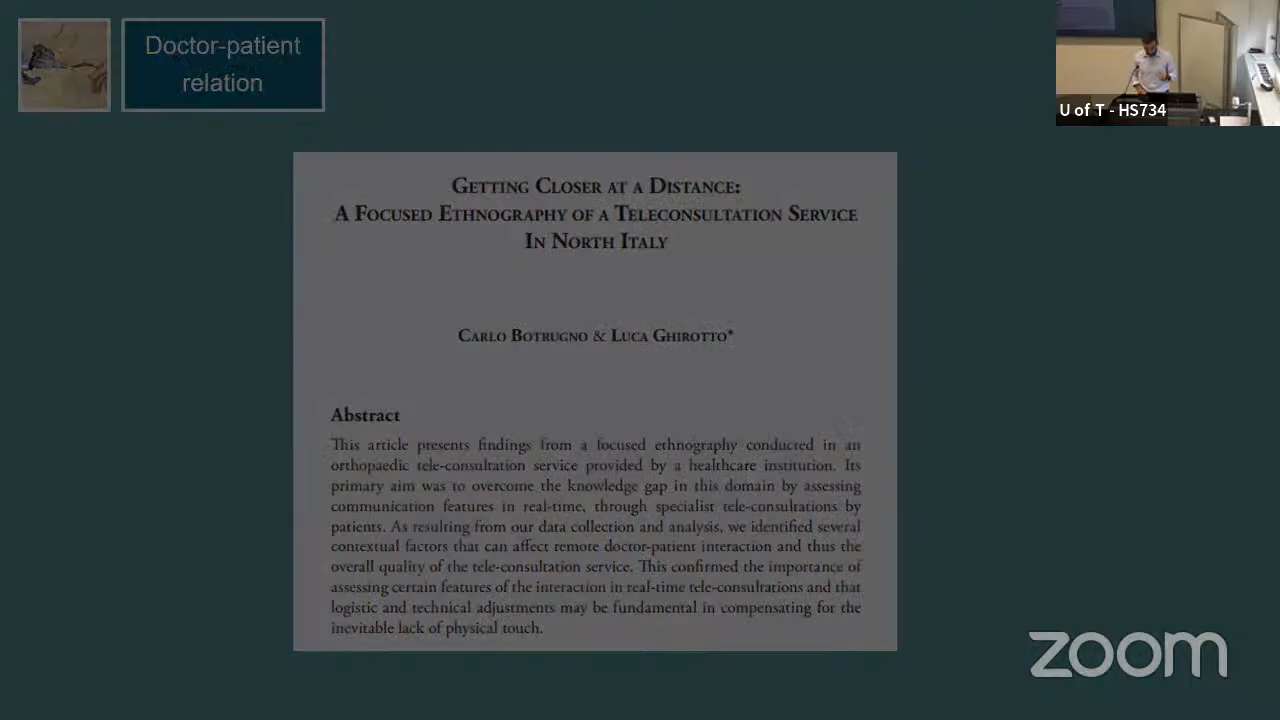 Doctor-patient
relation
U of T - HS734
GETTING CLOSER AT A DISTANCE:
A FOCUSED ETHNOGRAPHY OF A TELECONSULTATION SERVICE
IN NORTH ITALY
CARLO BOTRUGNO & LUCA GHIROTTO*
Abstract
This article presents findings from a focused ethnography conducted in an
orthopaedic tele-consultation service provided by a healthcare institution. Its
primary aim was to overcome the knowledge gap in this domain by assessing
communication features in real-time, through specialist tele-consultations by
patients. As resulting from our data collection and analysis, we identified several
contextual factors that can affect remote doctor-patient interaction and thus the
overall quality of the tele-consultation service. This confirmed the importance of
assessing certain features of the interaction in real-time tele-consultations and that
logistic and technical adjustments may be fundamental in compensating for the
inevitable lack of physical touch.
zoom